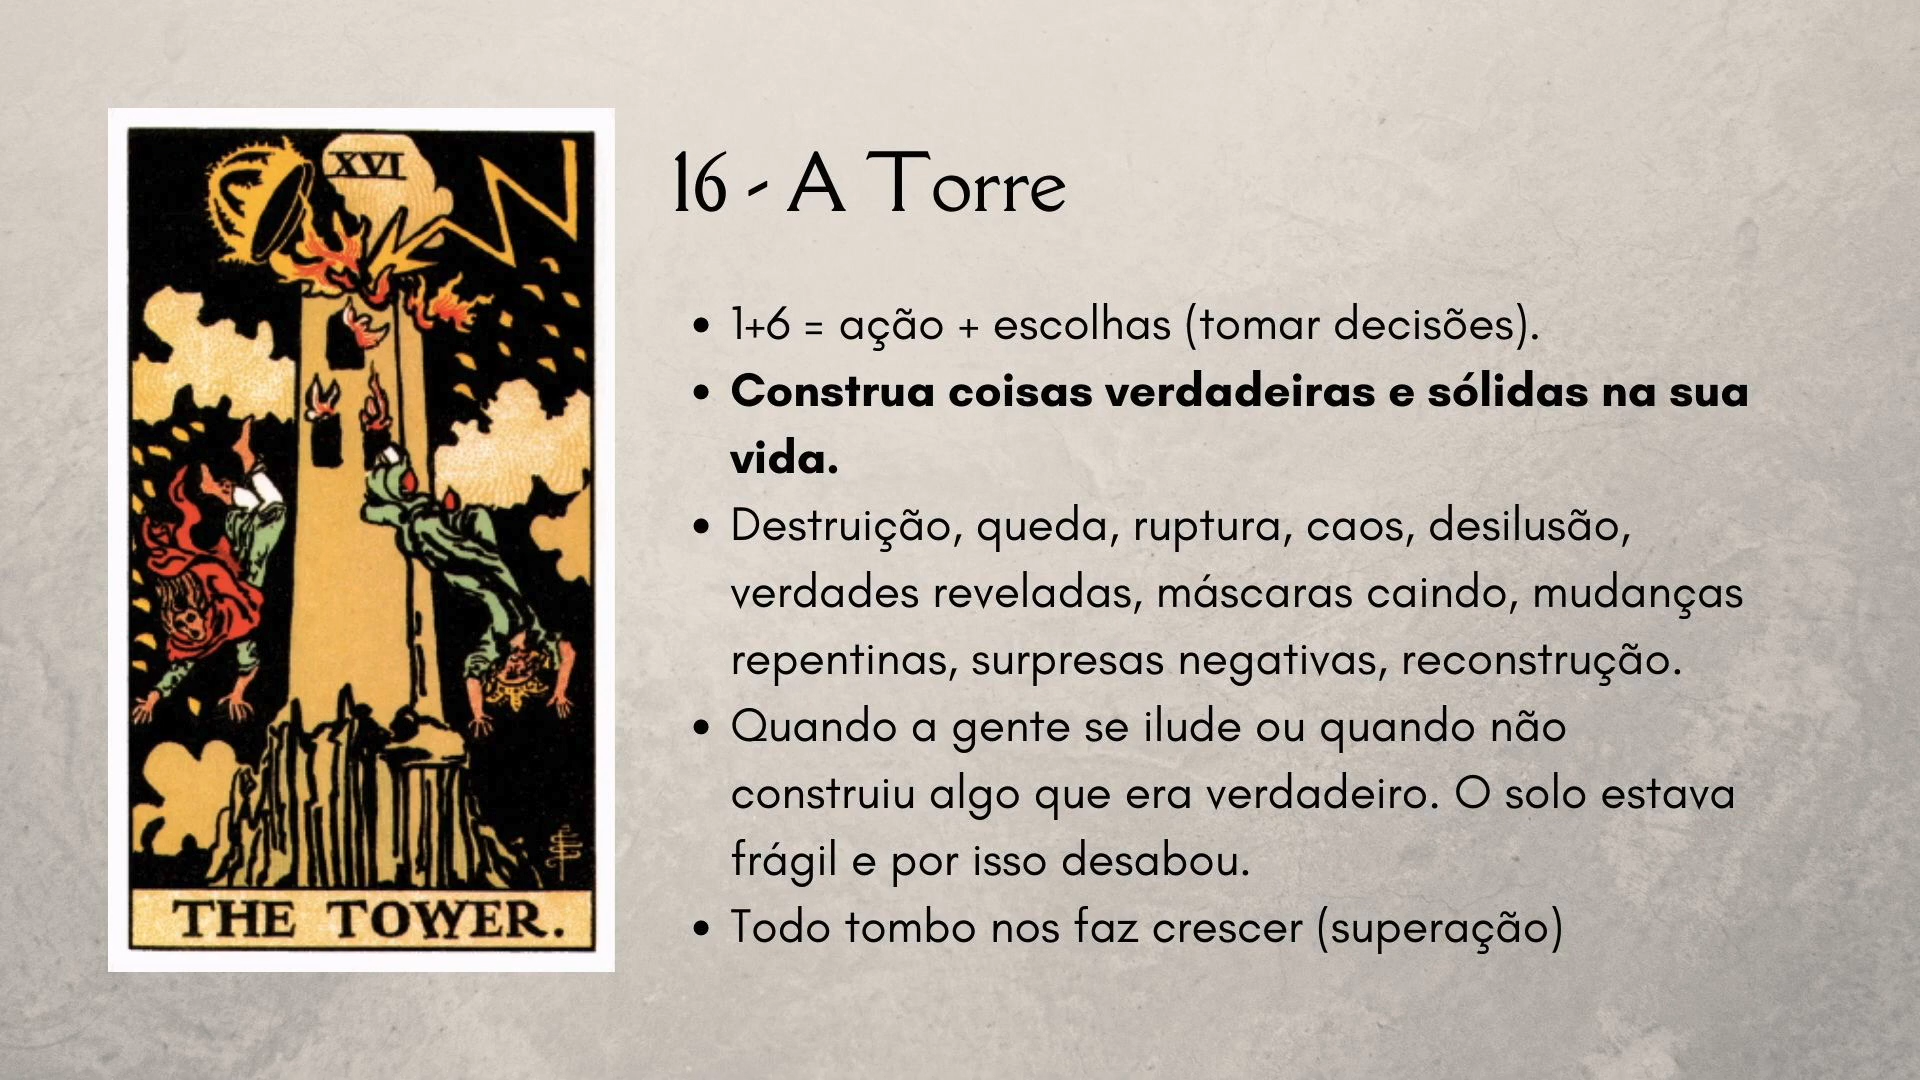 XVI
THE TOWER.
16 - A Torre
• 1+6 = ação + escolhas (tomar decisões).
• Construa coisas verdadeiras e sólidas na sua
vida.
• Destruição, queda, ruptura, caos, desilusão,
verdades reveladas, máscaras caindo, mudanças
repentinas, surpresas negativas, reconstrução.
• Quando a gente se ilude ou quando não
construiu algo que era verdadeiro. O solo estava
frágil e por isso desabou.
• Todo tombo nos faz crescer (superação)